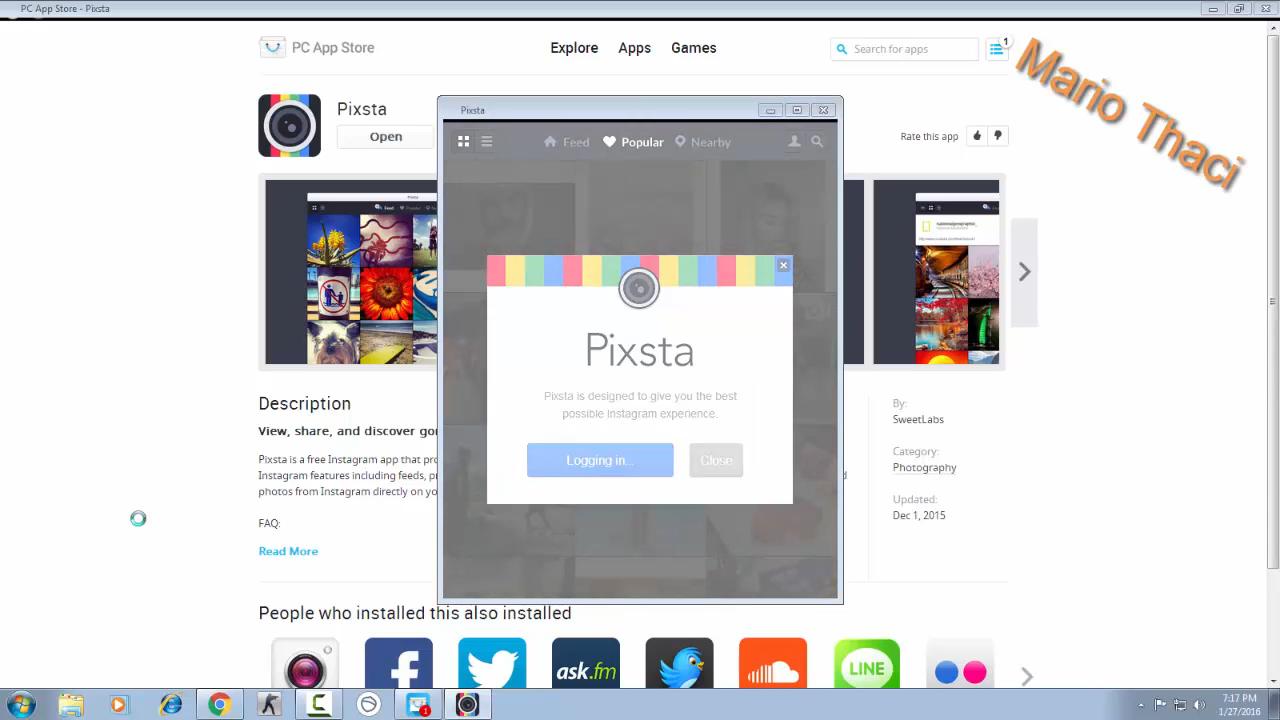 PC App Store - Pixsta
PC App Store
Explore
Apps
Games
Search for apps
1
Mario Thaci
Pixsta
Open
Rate this app
Pixsta
Feed
Popular
Nearby
Pixsta
Pixsta is designed to give you the best
possible Instagram experience.
Logging in...
Close
Description
View, share, and discover
Pixsta is a free Instagram app that
Instagram features including feeds,
photos from Instagram directly on
FAQ:
Read More
By:
SweetLabs
Category:
Photography
Updated:
Dec 1, 2015
People who installed this also installed
ask.fm
LINE
1
7:17 PM
1/27/2016